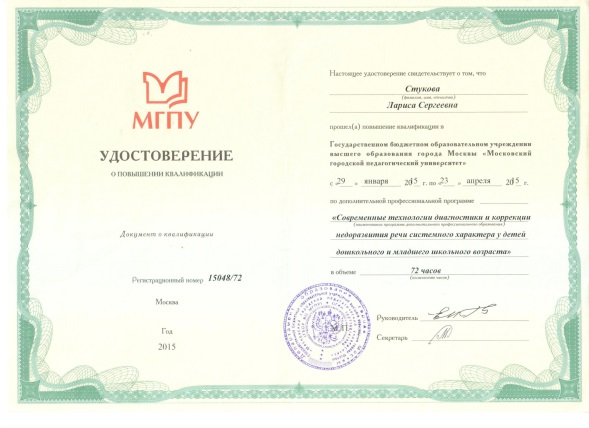 МГПУ
УДОСТОВЕРЕНИЕ
О ПОВЫШЕНИИ КВАЛИФИКАЦИИ
Документ о квалификации
Регистрационный номер 15048/72
Москва
Год
2015
Настоящее удостоверение свидетельствует о том, что
Стукова
(фамилия, имя, отчество)
Лариса Сергеевна
прошел(а) повышение квалификации в
Государственном бюджетном образовательном учреждении
высшего образования города Москвы «Московский
городской педагогический университет»
с «29 » января 2015 г. по «23 » апреля 2015 г.
по дополнительной профессиональной программе
«Современные технологии диагностики и коррекции
(наименование программы дополнительного профессионального образования)
недоразвития речи системного характера у детей
дошкольного и младшего школьного возраста»
в объеме 72 часов
(количество часов)
Руководитель
М.П.
Секретарь